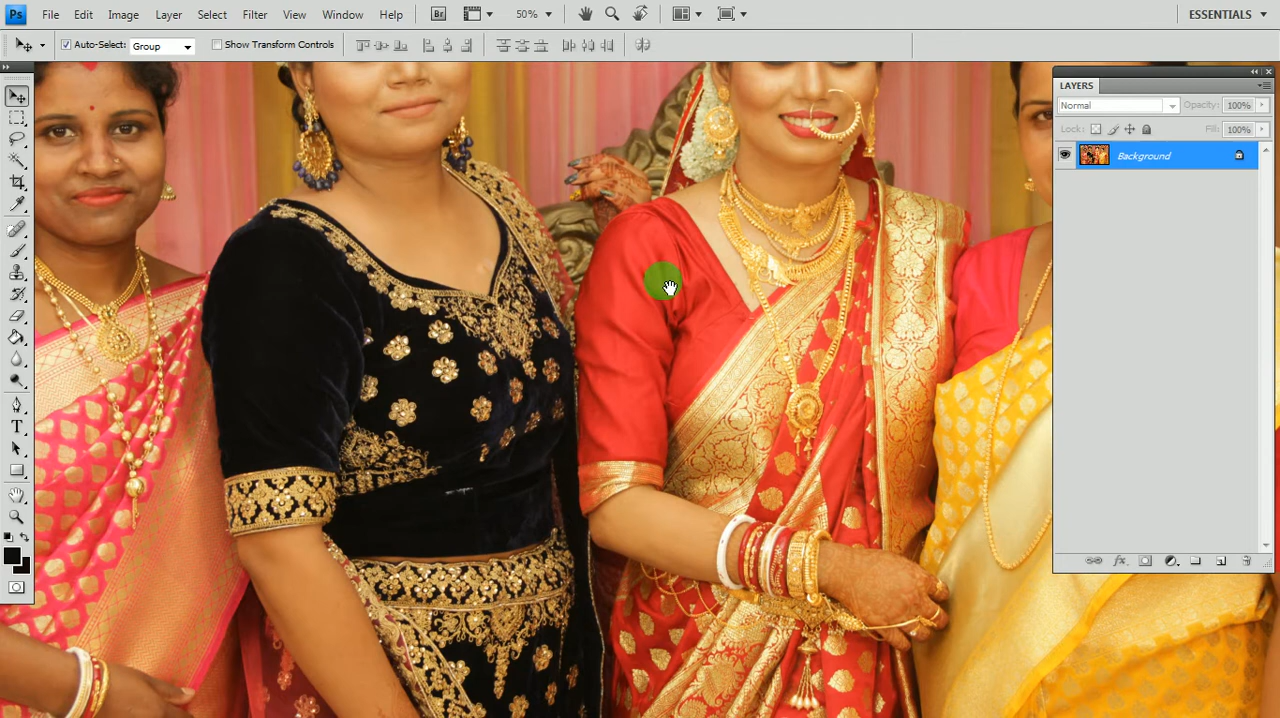 Ps File Edit Image Layer Select Filter View Window Help Br 50% ESSENTIALS
Auto-Select: Group Show Transform Controls
LAYERS
Normal Opacity: 100%
Lock: Fill: 100%
Background
T
fx